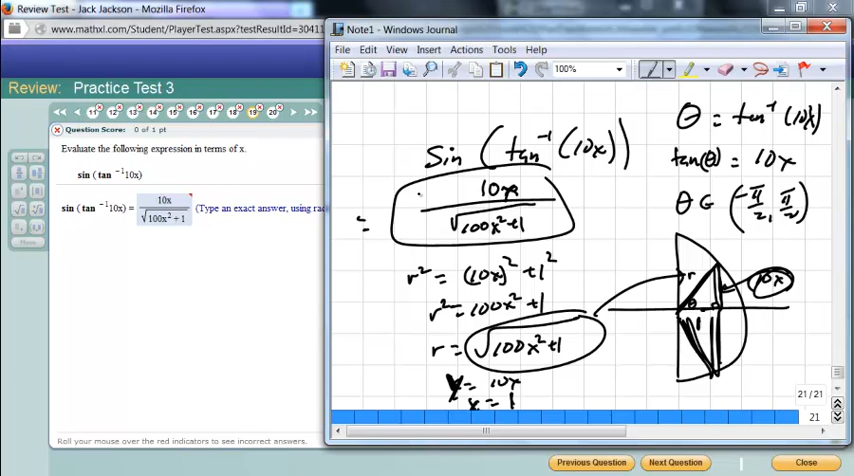 Review Test - Jack Jackson - Mozilla Firefox
www.mathxl.com/Student/PlayerTest.aspx?testResultId=30411
Review: Practice Test 3
11 12 13 14 15 16 17 18 19 20
Question Score: 0 of 1 pt
Evaluate the following expression in terms of x.
sin ( tan ⁻¹10x)
sin ( tan ⁻¹10x) = 10x / √100x² + 1 (Type an exact answer, using rad
Roll your mouse over the red indicators to see incorrect answers.
More
Note1 - Windows Journal
File Edit View Insert Actions Tools Help
100%
Sin (tan⁻¹(10x))
= 10x / √100x²+1
r² = (10x)² + 1²
r² = 100x² + 1
r = √100x²+1
y = 10x
x = 1
θ = tan⁻¹(10x)
tan(θ) = 10x
θ ∈ (-π/2, π/2)
r
10x
θ
1
21 / 21
21
Previous Question Next Question Close